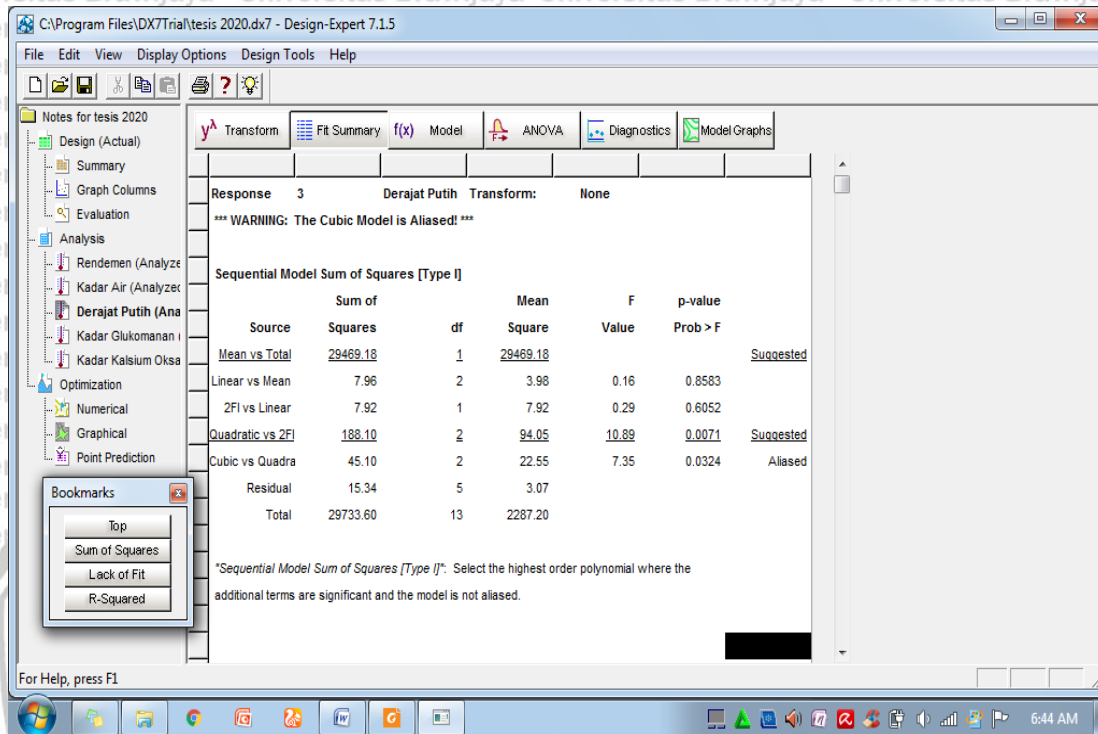 C:\Program Files\DX7Trial\tesis 2020.dx7 - Design-Expert 7.1.5
File Edit View Display Options Design Tools Help
Notes for tesis 2020
Design (Actual)
Summary
Graph Columns
Evaluation
Analysis
Rendemen (Analyze
Kadar Air (Analyzed
Derajat Putih (Ana
Kadar Glukomanan (
Kadar Kalsium Oksa
Optimization
Numerical
Graphical
Point Prediction
Bookmarks
Top
Sum of Squares
Lack of Fit
R-Squared
yλ Transform Fit Summary f(x) Model ANOVA Diagnostics Model Graphs
Response 3 Derajat Putih Transform: None
*** WARNING: The Cubic Model is Aliased! ***
Sequential Model Sum of Squares [Type I]
Sum of Mean F p-value
Source Squares df Square Value Prob > F
Mean vs Total 29469.18 1 29469.18 Suggested
Linear vs Mean 7.96 2 3.98 0.16 0.8583
2FI vs Linear 7.92 1 7.92 0.29 0.6052
Quadratic vs 2FI 188.10 2 94.05 10.89 0.0071 Suggested
Cubic vs Quadra 45.10 2 22.55 7.35 0.0324 Aliased
Residual 15.34 5 3.07
Total 29733.60 13 2287.20
"Sequential Model Sum of Squares [Type I]": Select the highest order polynomial where the
additional terms are significant and the model is not aliased.
For Help, press F1
6:44 AM